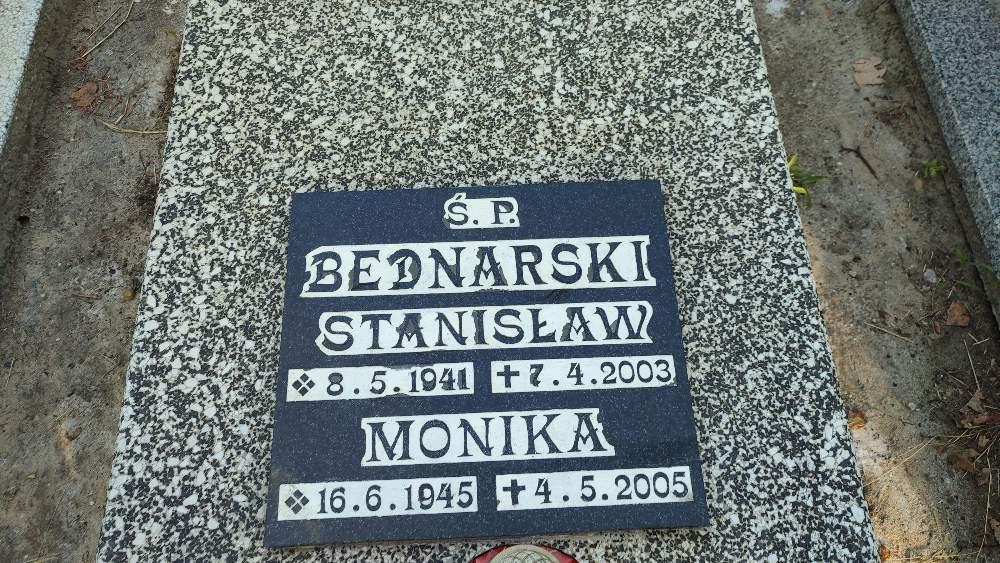 Ś. P.
BEDNARSKI
STANISŁAW
8.5.1941 7.4.2003
MONIKA
16.6.1945 4.5.2005